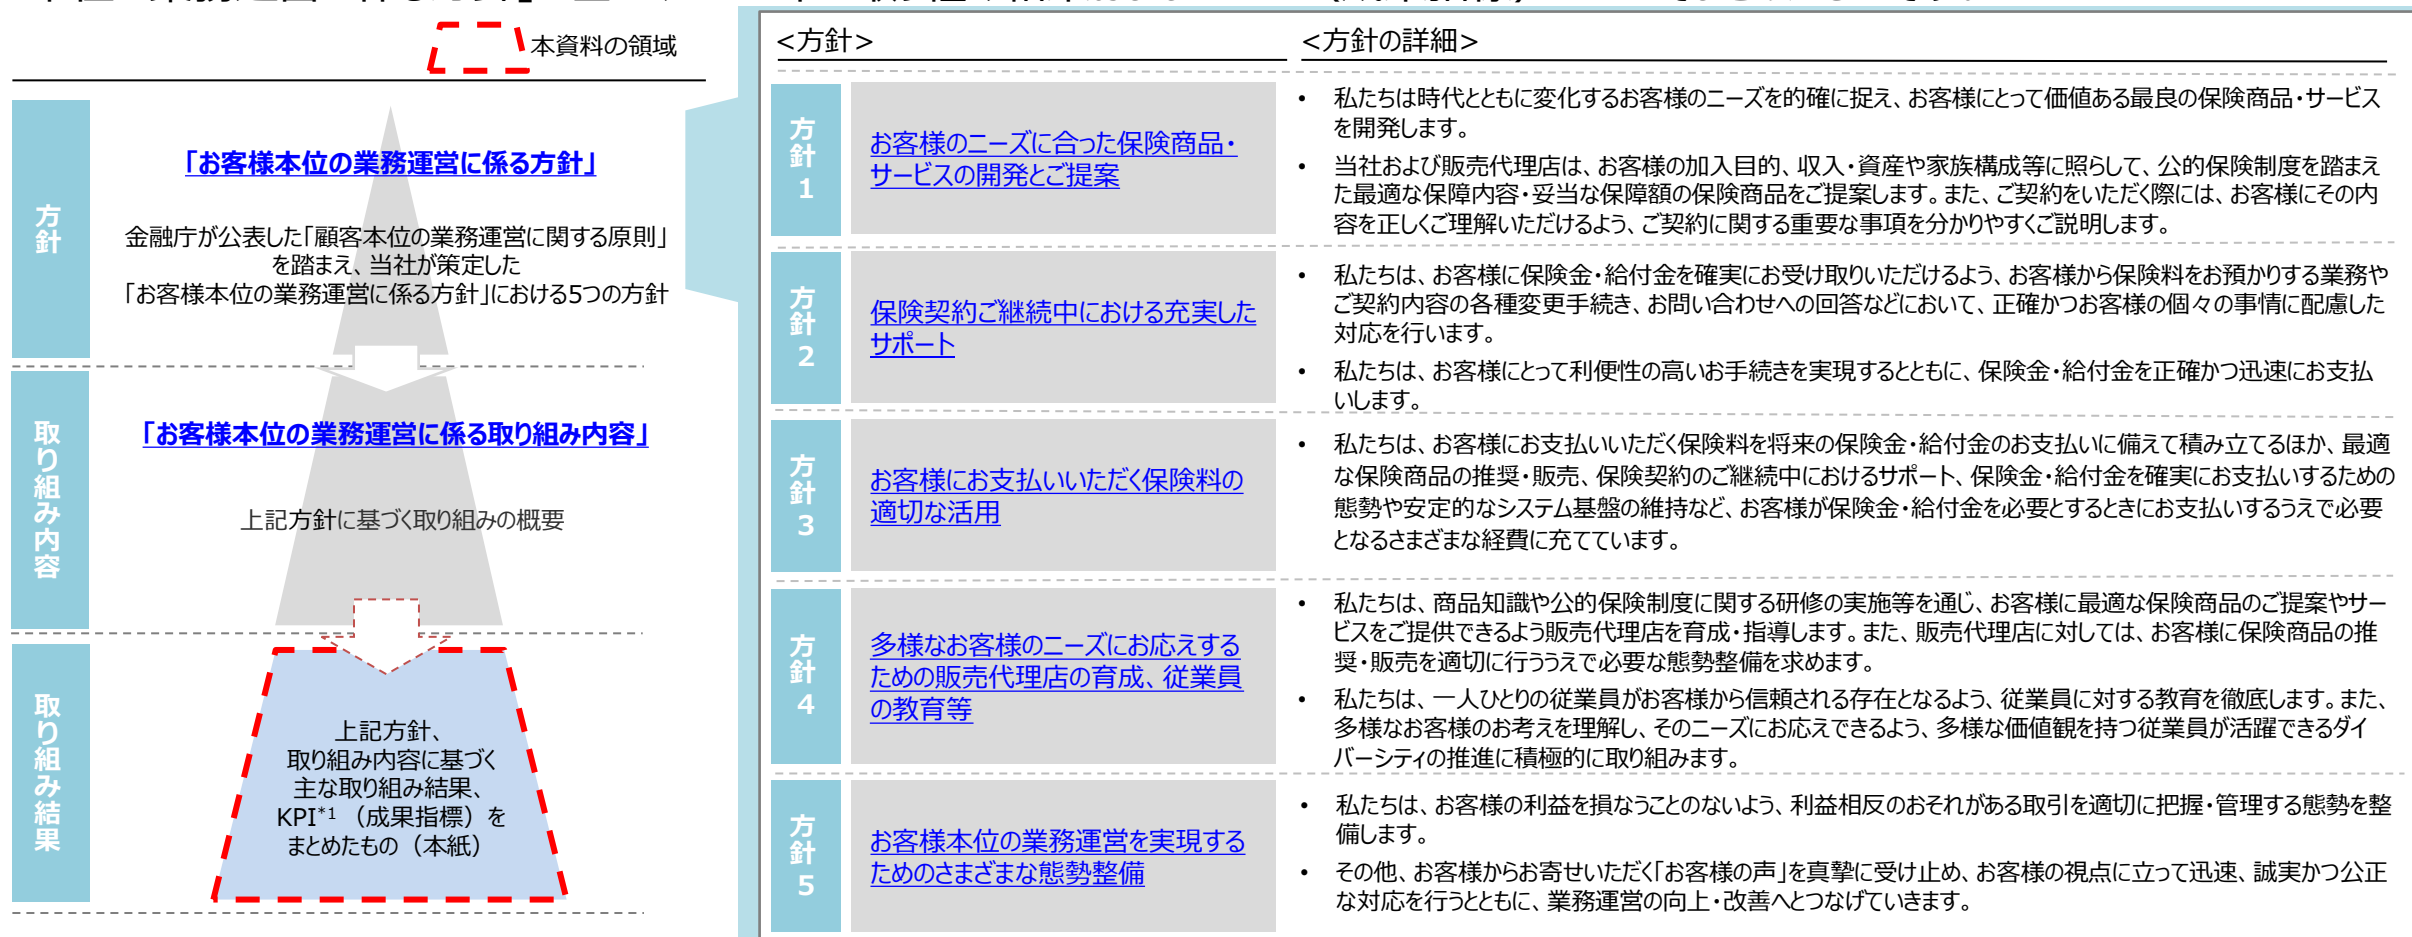 本資料の領域
方針
「お客様本位の業務運営に係る方針」
金融庁が公表した「顧客本位の業務運営に関する原則」
を踏まえ、当社が策定した
「お客様本位の業務運営に係る方針」における5つの方針
取り組み内容
「お客様本位の業務運営に係る取り組み内容」
上記方針に基づく取り組みの概要
取り組み結果
上記方針、
取り組み内容に基づく
主な取り組み結果、
KPI*1（成果指標）を
まとめたもの（本紙）
<方針>
<方針の詳細>
方針1
お客様のニーズに合った保険商品・
サービスの開発とご提案
• 私たちは時代とともに変化するお客様のニーズを的確に捉え、お客様にとって価値ある最良の保険商品・サービス
を開発します。
• 当社および販売代理店は、お客様の加入目的、収入・資産や家族構成等に照らして、公的保険制度を踏まえ
た最適な保障内容・妥当な保障額の保険商品をご提案します。また、ご契約をいただく際には、お客様にその内
容を正しくご理解いただけるよう、ご契約に関する重要な事項を分かりやすくご説明します。
方針2
保険契約ご継続中における充実した
サポート
• 私たちは、お客様に保険金・給付金を確実にお受け取りいただけるよう、お客様から保険料をお預かりする業務や
ご契約内容の各種変更手続き、お問い合わせへの回答などにおいて、正確かつお客様の個々の事情に配慮した
対応を行います。
• 私たちは、お客様にとって利便性の高いお手続きを実現するとともに、保険金・給付金を正確かつ迅速にお支払
いします。
方針3
お客様にお支払いいただく保険料の
適切な活用
• 私たちは、お客様にお支払いいただく保険料を将来の保険金・給付金のお支払いに備えて積み立てるほか、最適
な保険商品の推奨・販売、保険契約のご継続中におけるサポート、保険金・給付金を確実にお支払いするための
態勢や安定的なシステム基盤の維持など、お客様が保険金・給付金を必要とするときにお支払いするうえで必要
となるさまざまな経費に充てています。
方針4
多様なお客様のニーズにお応えする
ための販売代理店の育成、従業員
の教育等
• 私たちは、商品知識や公的保険制度に関する研修の実施等を通じ、お客様に最適な保険商品のご提案やサー
ビスをご提供できるよう販売代理店を育成・指導します。また、販売代理店に対しては、お客様に保険商品の推
奨・販売を適切に行ううえで必要な態勢整備を求めます。
• 私たちは、一人ひとりの従業員がお客様から信頼される存在となるよう、従業員に対する教育を徹底します。また、
多様なお客様のお考えを理解し、そのニーズにお応えできるよう、多様な価値観を持つ従業員が活躍できるダイ
バーシティの推進に積極的に取り組みます。
方針5
お客様本位の業務運営を実現する
ためのさまざまな態勢整備
• 私たちは、お客様の利益を損なうことのないよう、利益相反のおそれがある取引を適切に把握・管理する態勢を整
備します。
• その他、お客様からお寄せいただく「お客様の声」を真摯に受け止め、お客様の視点に立って迅速、誠実かつ公正
な対応を行うとともに、業務運営の向上・改善へとつなげていきます。